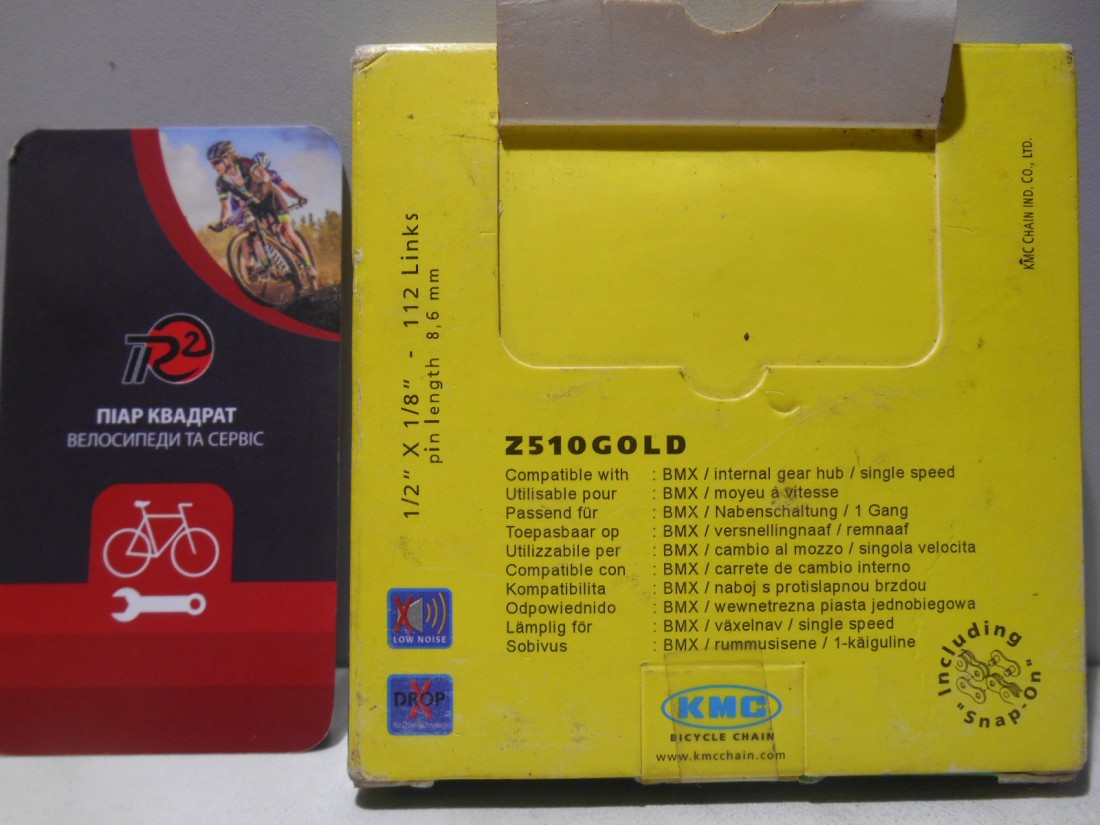 ПR2
ПІАР КВАДРАТ
ВЕЛОСИПЕДИ ТА СЕРВІС
1/2" X 1/8" - 112 Links
pin length 8,6 mm
KMC CHAIN IND. CO., LTD.
Z510GOLD
Compatible with : BMX / internal gear hub / single speed
Utilisable pour : BMX / moyeu à vitesse
Passend für : BMX / Nabenschaltung / 1 Gang
Toepasbaar op : BMX / versnellingnaaf / remnaaf
Utilizzabile per : BMX / cambio al mozzo / singola velocita
Compatible con : BMX / carrete de cambio interno
Kompatibilita : BMX / naboj s protislapnou brzdou
Odpowiednido : BMX / wewnetrezna piasta jednobiegowa
Lämplig för : BMX / växelnav / single speed
Sobivus : BMX / rummusisene / 1-käiguline
X
LOW NOISE
DROP
X
Including
"Snap-On"
KMC
BICYCLE CHAIN
www.kmcchain.com